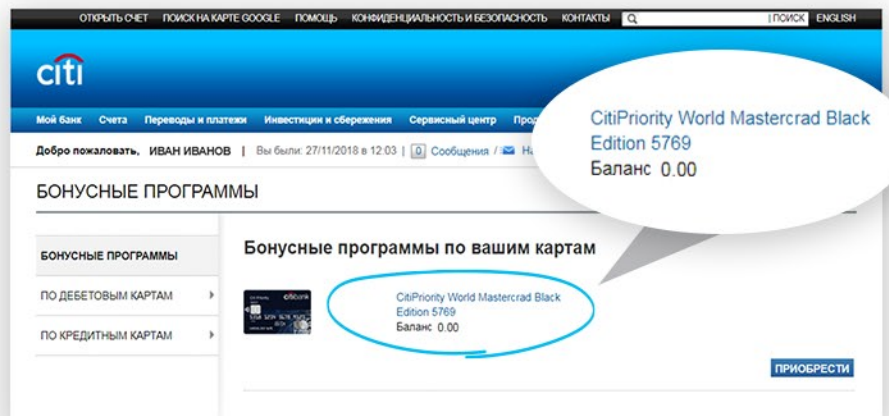 ОТКРЫТЬ СЧЕТ ПОИСК НА КАРТЕ GOOGLE ПОМОЩЬ КОНФИДЕНЦИАЛЬНОСТЬ И БЕЗОПАСНОСТЬ КОНТАКТЫ ПОИСК ENGLISH
citi
Мой банк Счета Переводы и платежи Инвестиции и сбережения Сервисный центр
CitiPriority World Mastercrad Black
Edition 5769
Баланс 0.00
Добро пожаловать, ИВАН ИВАНОВ | Вы были: 27/11/2018 в 12:03 | 0 Сообщения /
БОНУСНЫЕ ПРОГРАММЫ
БОНУСНЫЕ ПРОГРАММЫ
ПО ДЕБЕТОВЫМ КАРТАМ
ПО КРЕДИТНЫМ КАРТАМ
Бонусные программы по вашим картам
citibank
CitiPriority World Mastercrad Black
Edition 5769
Баланс 0.00
ПРИОБРЕСТИ